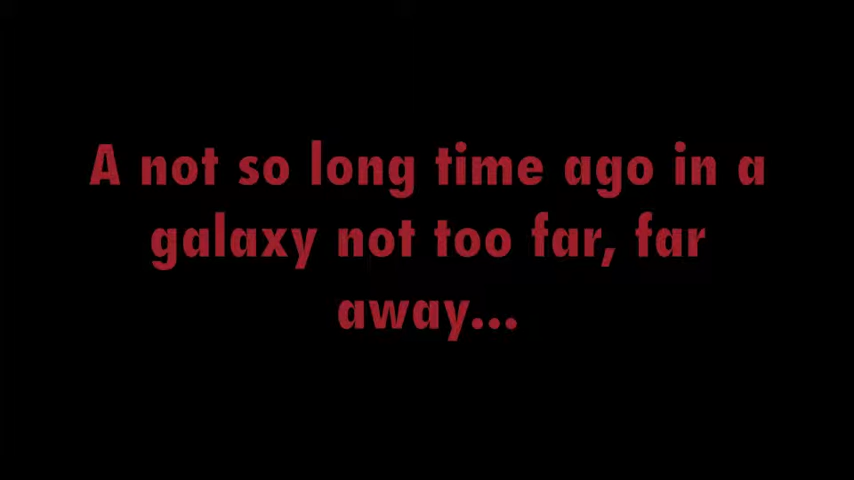 A not so long time ago in a
galaxy not too far, far
away...